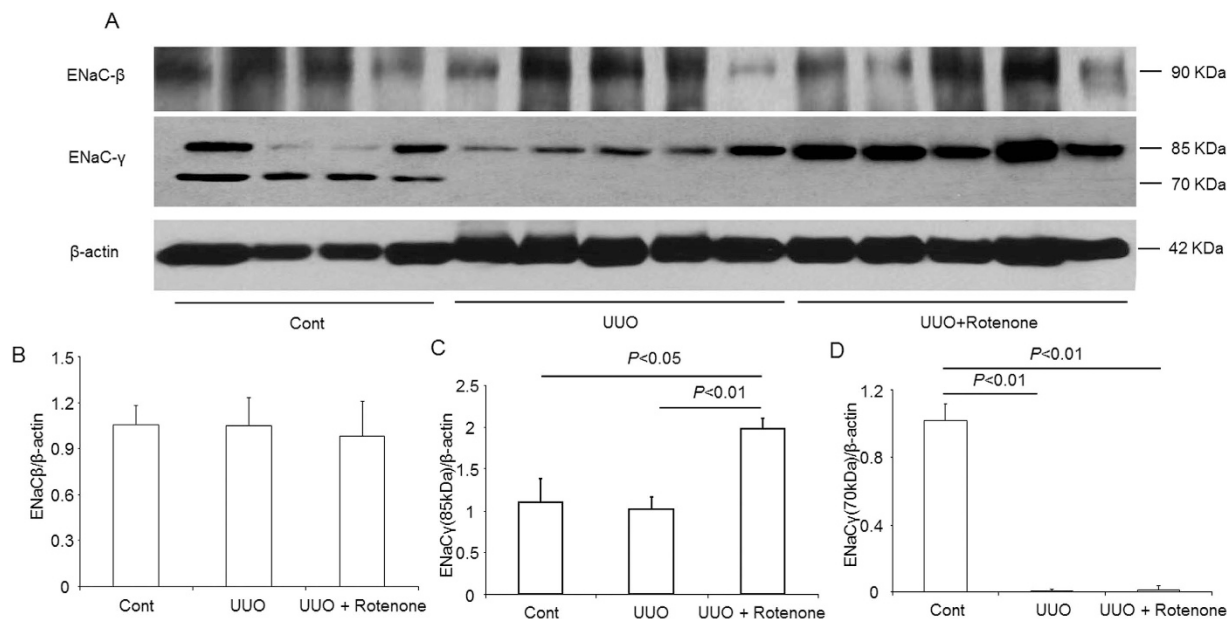 A
ENaC-β
90 KDa
ENaC-γ
85 KDa
70 KDa
β-actin
42 KDa
Cont
UUO
UUO+Rotenone
B
ENaCβ/β-actin
1.5
1.2
0.9
0.6
0.3
0
Cont
UUO
UUO + Rotenone
C
P<0.05
P<0.01
ENaCγ(85kDa)/β-actin
2.5
2
1.5
1
0.5
0
Cont
UUO
UUO + Rotenone
D
P<0.01
P<0.01
ENaCγ(70kDa)/β-actin
1.2
0.8
0.4
0
Cont
UUO
UUO + Rotenone